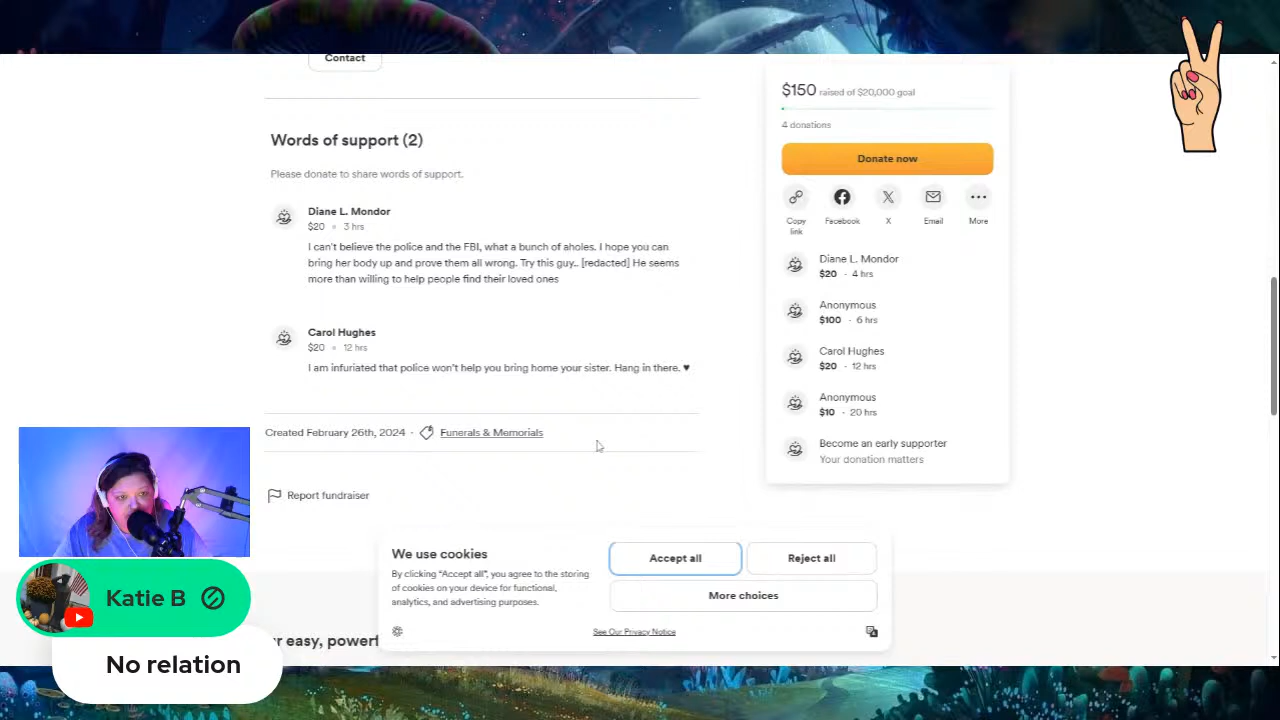 Contact
Words of support (2)
Please donate to share words of support.
Diane L. Mondor
$20 • 3 hrs
I can't believe the police and the FBI, what a bunch of aholes. I hope you can
bring her body up and prove them all wrong. Try this guy.. [redacted] He seems
more than willing to help people find their loved ones
Carol Hughes
$20 • 12 hrs
I am infuriated that police won't help you bring home your sister. Hang in there. ♥
Created February 26th, 2024 · Funerals & Memorials
Report fundraiser
$150 raised of $20,000 goal
4 donations
Donate now
Copy
link
Facebook
X
Email
More
Diane L. Mondor
$20 · 4 hrs
Anonymous
$100 · 6 hrs
Carol Hughes
$20 · 12 hrs
Anonymous
$10 · 20 hrs
Become an early supporter
Your donation matters
We use cookies
By clicking "Accept all", you agree to the storing
of cookies on your device for functional,
analytics, and advertising purposes.
Accept all
Reject all
More choices
See Our Privacy Notice
r easy, powerf
Katie B
No relation